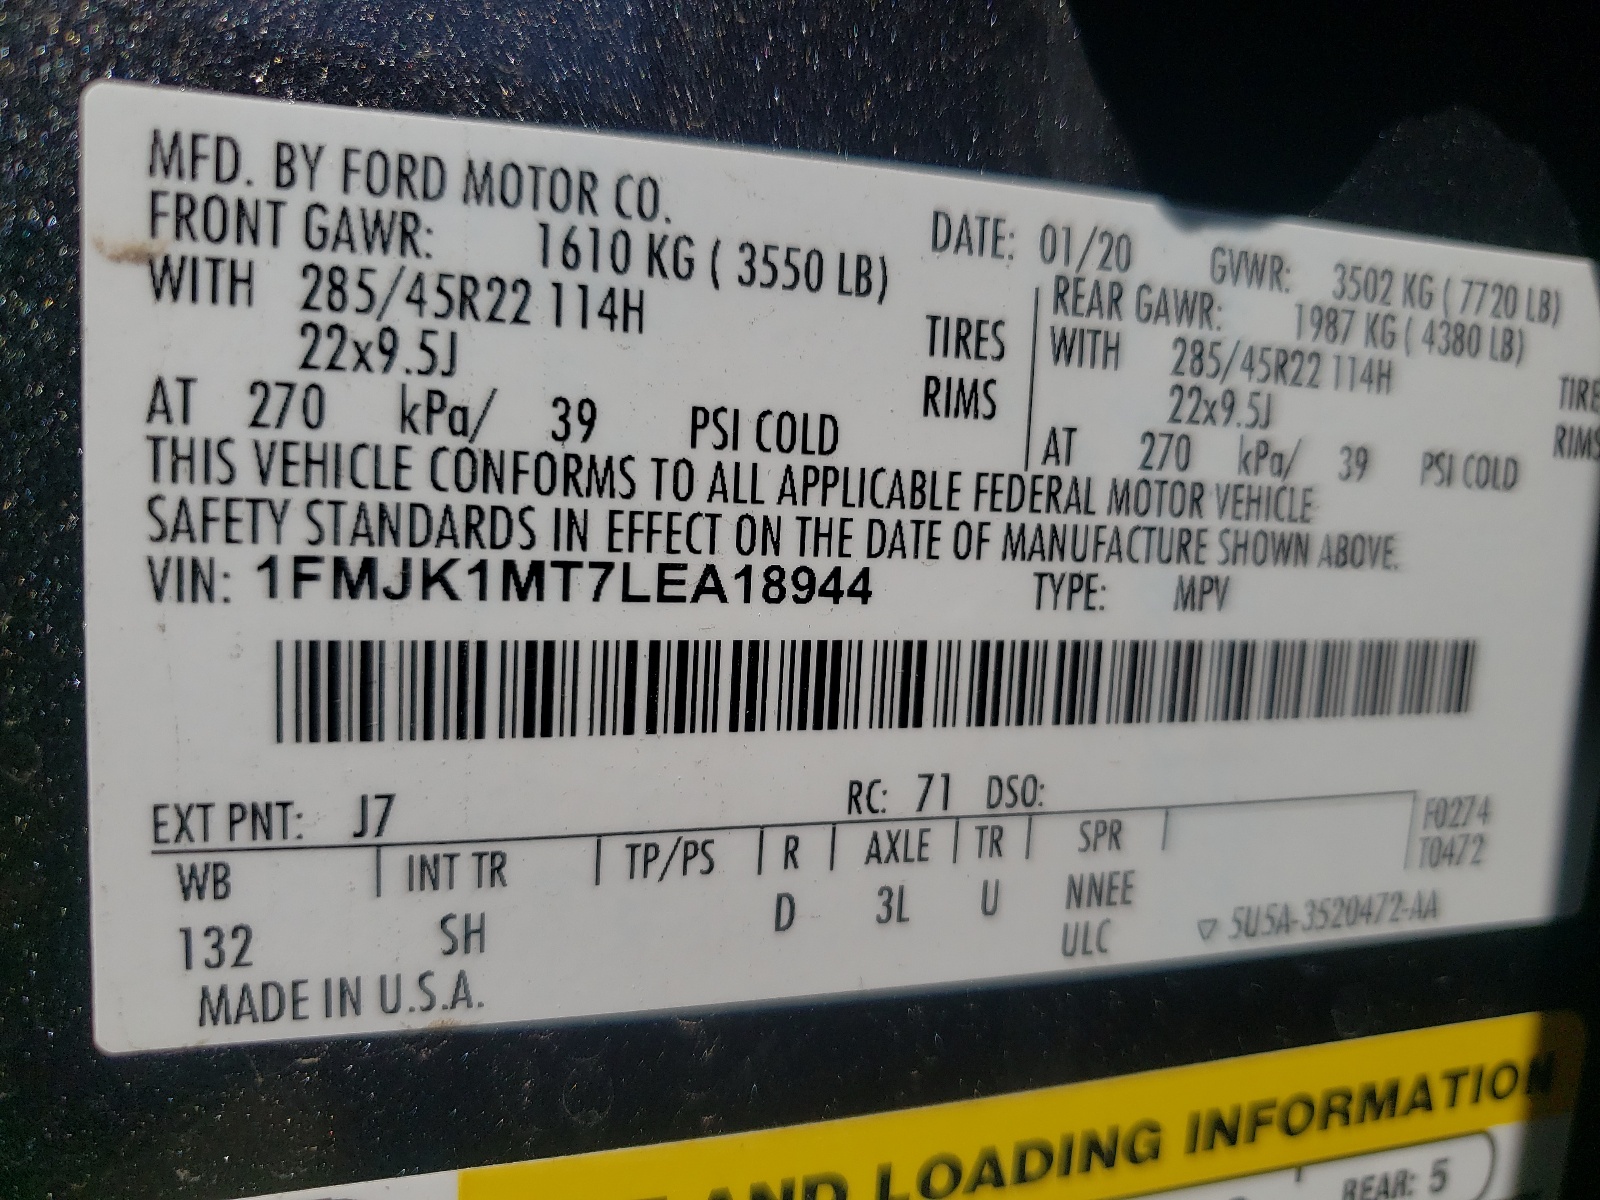 MFD. BY FORD MOTOR CO.
DATE: 01/20 GVWR: 3502 KG ( 7720 LB)
FRONT GAWR: 1610 KG ( 3550 LB)
REAR GAWR: 1987 KG ( 4380 LB)
WITH 285/45R22 114H TIRES
WITH 285/45R22 114H TIRE
22x9.5J RIMS
22x9.5J RIMS
AT 270 kPa/ 39 PSI COLD
AT 270 kPa/ 39 PSI COLD
THIS VEHICLE CONFORMS TO ALL APPLICABLE FEDERAL MOTOR VEHICLE
SAFETY STANDARDS IN EFFECT ON THE DATE OF MANUFACTURE SHOWN ABOVE.
VIN: 1FMJK1MT7LEA18944 TYPE: MPV
EXT PNT: J7 RC: 71 DSO:
WB INT TR TP/PS R AXLE TR SPR
F0274
T0472
132 SH D 3L U NNEE
ULC
▽ 5U5A-3520472-AA
MADE IN U.S.A.
AND LOADING INFORMATION
REAR: 5